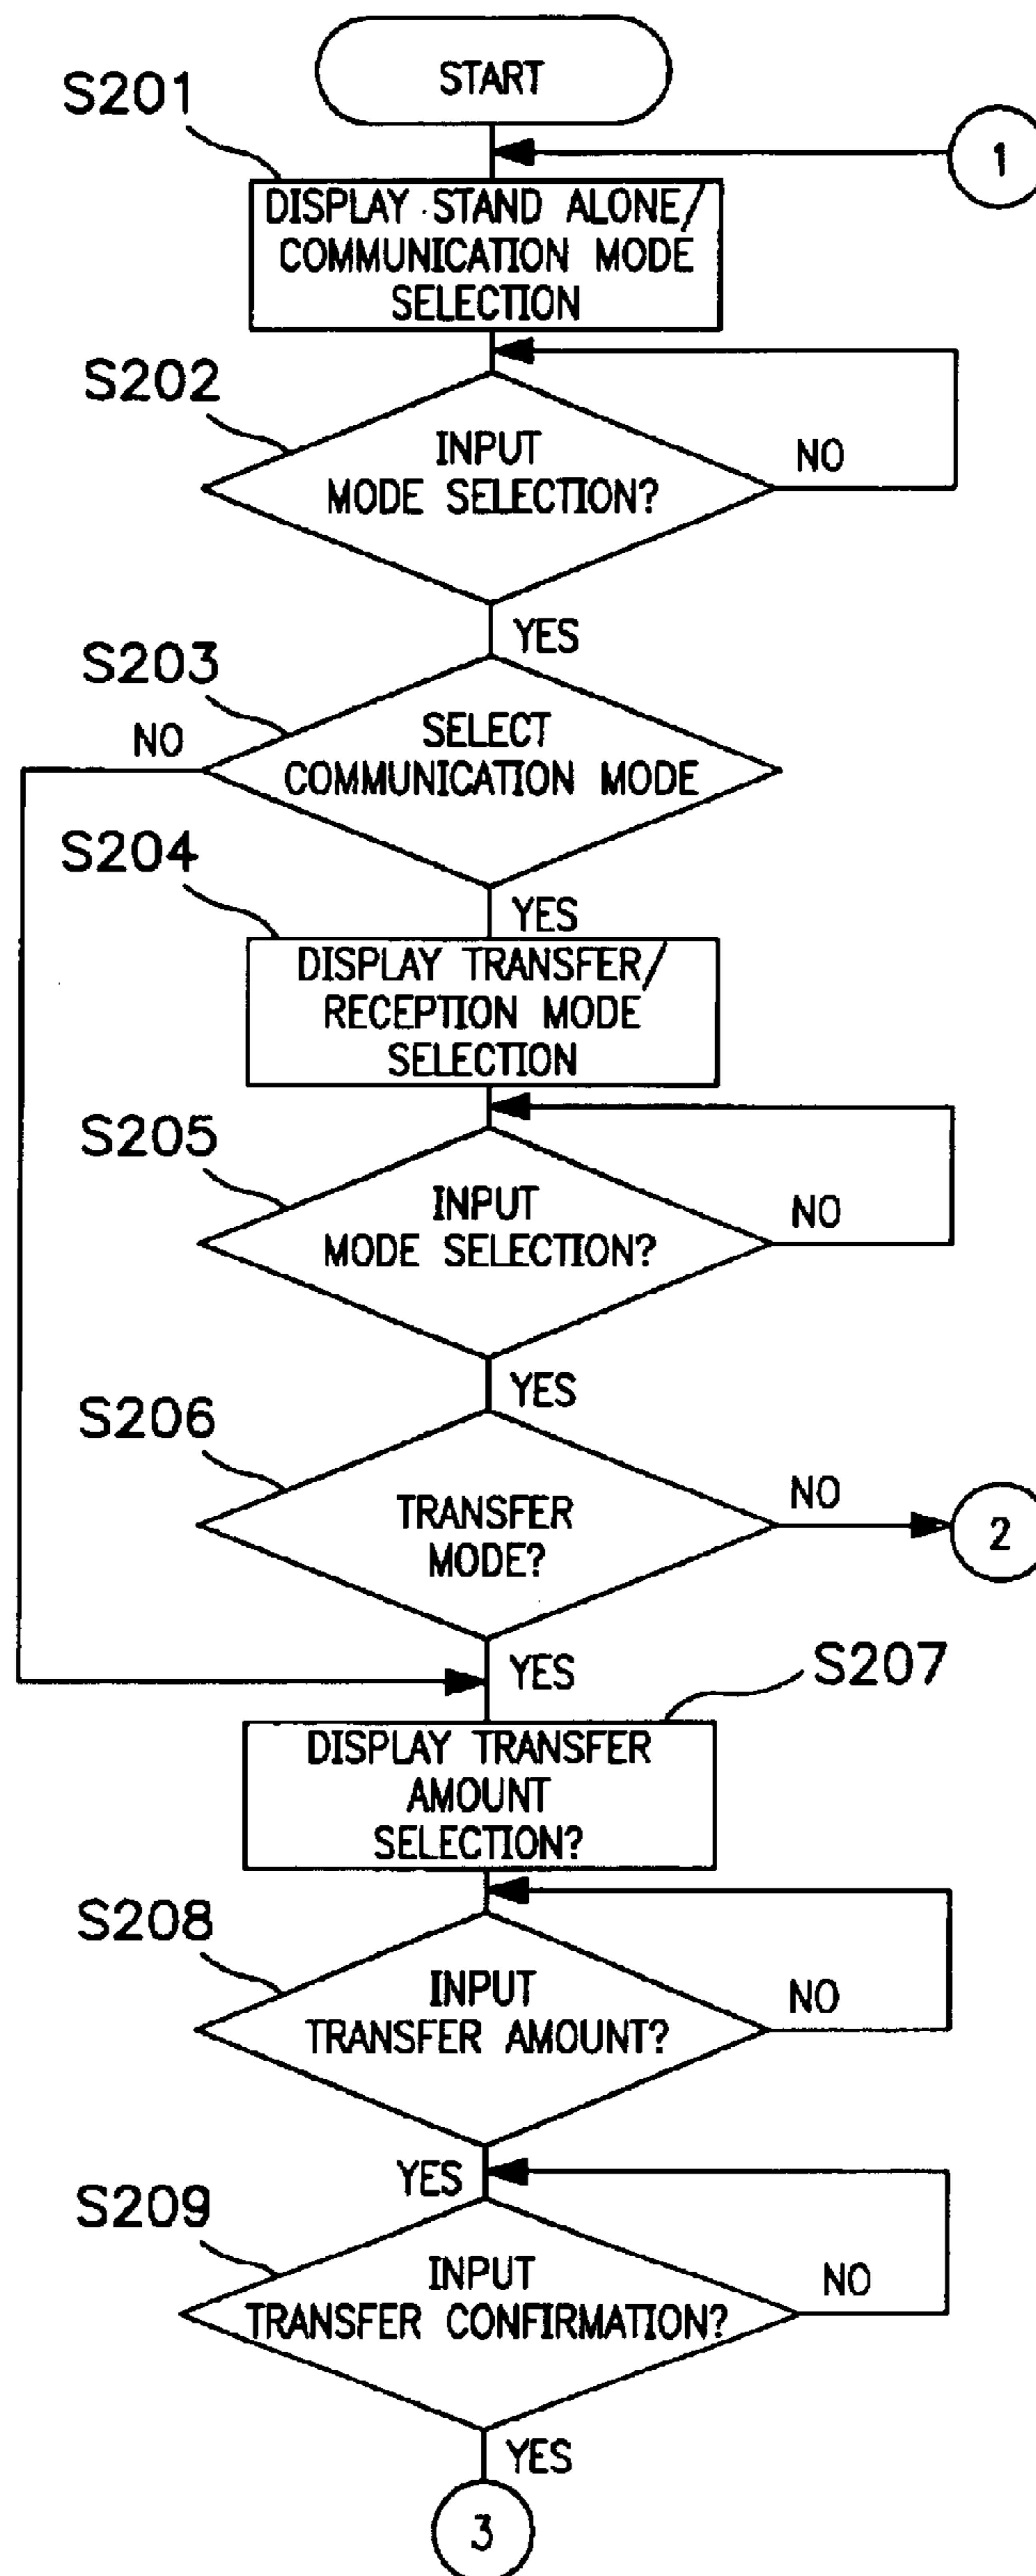 START
S201
1
DISPLAY STAND ALONE/
COMMUNICATION MODE
SELECTION
S202
INPUT
MODE SELECTION?
NO
YES
S203
NO
SELECT
COMMUNICATION MODE
S204
YES
DISPLAY TRANSFER/
RECEPTION MODE
SELECTION
S205
INPUT
MODE SELECTION?
NO
YES
S206
TRANSFER
MODE?
NO
2
YES
S207
DISPLAY TRANSFER
AMOUNT
SELECTION?
S208
INPUT
TRANSFER AMOUNT?
NO
YES
S209
INPUT
TRANSFER CONFIRMATION?
NO
YES
3